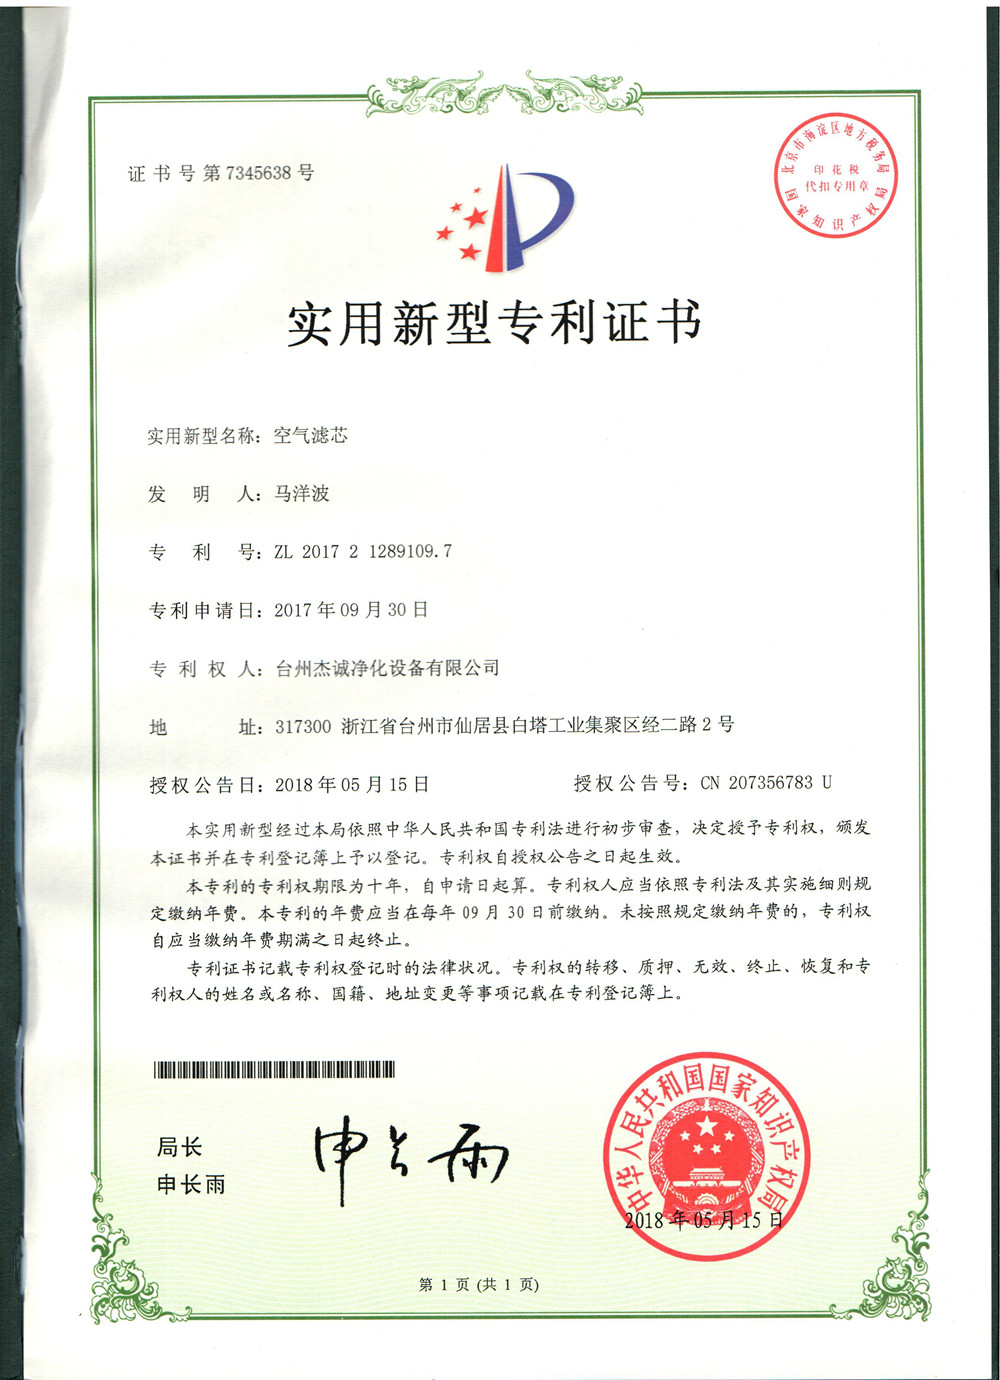 证书号第7345638号
北京市海淀区地方税务局
印花税
代扣专用章
国家知识产权局
实用新型专利证书
实用新型名称：空气滤芯
发明人：马洋波
专利号：ZL 2017 2 1289109.7
专利申请日：2017年09月30日
专利权人：台州杰诚净化设备有限公司
地址：317300 浙江省台州市仙居县白塔工业集聚区经二路2号
授权公告日：2018年05月15日 授权公告号：CN 207356783 U
本实用新型经过本局依照中华人民共和国专利法进行初步审查，决定授予专利权，颁发
本证书并在专利登记簿上予以登记。专利权自授权公告之日起生效。
本专利的专利权期限为十年，自申请日起算。专利权人应当依照专利法及其实施细则规
定缴纳年费。本专利的年费应当在每年09月30日前缴纳。未按照规定缴纳年费的，专利权
自应当缴纳年费期满之日起终止。
专利证书记载专利权登记时的法律状况。专利权的转移、质押、无效、终止、恢复和专
利权人的姓名或名称、国籍、地址变更等事项记载在专利登记簿上。
局长
申长雨
申长雨
中华人民共和国国家知识产权局
2018年05月15日
第1页(共1页)